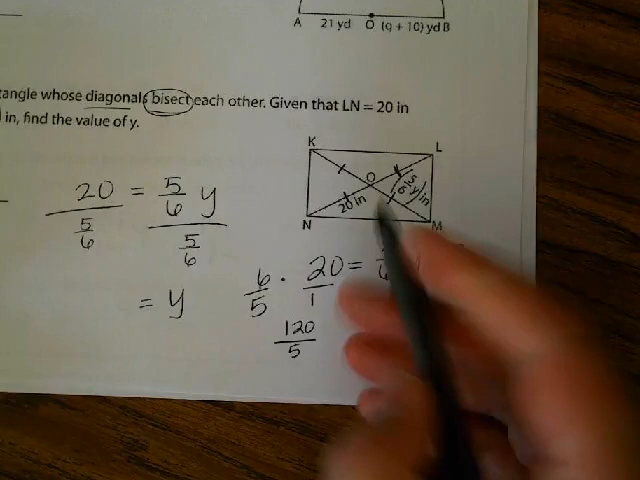 A 21 yd O (q + 10) yd B
tangle whose diagonals bisect each other. Given that LN = 20 in
in, find the value of y.
K L
O
20 in (5/6 y) in
N M
20 = 5/6 y
5/6 5/6
= y
6/5 · 20/1 =
120/5